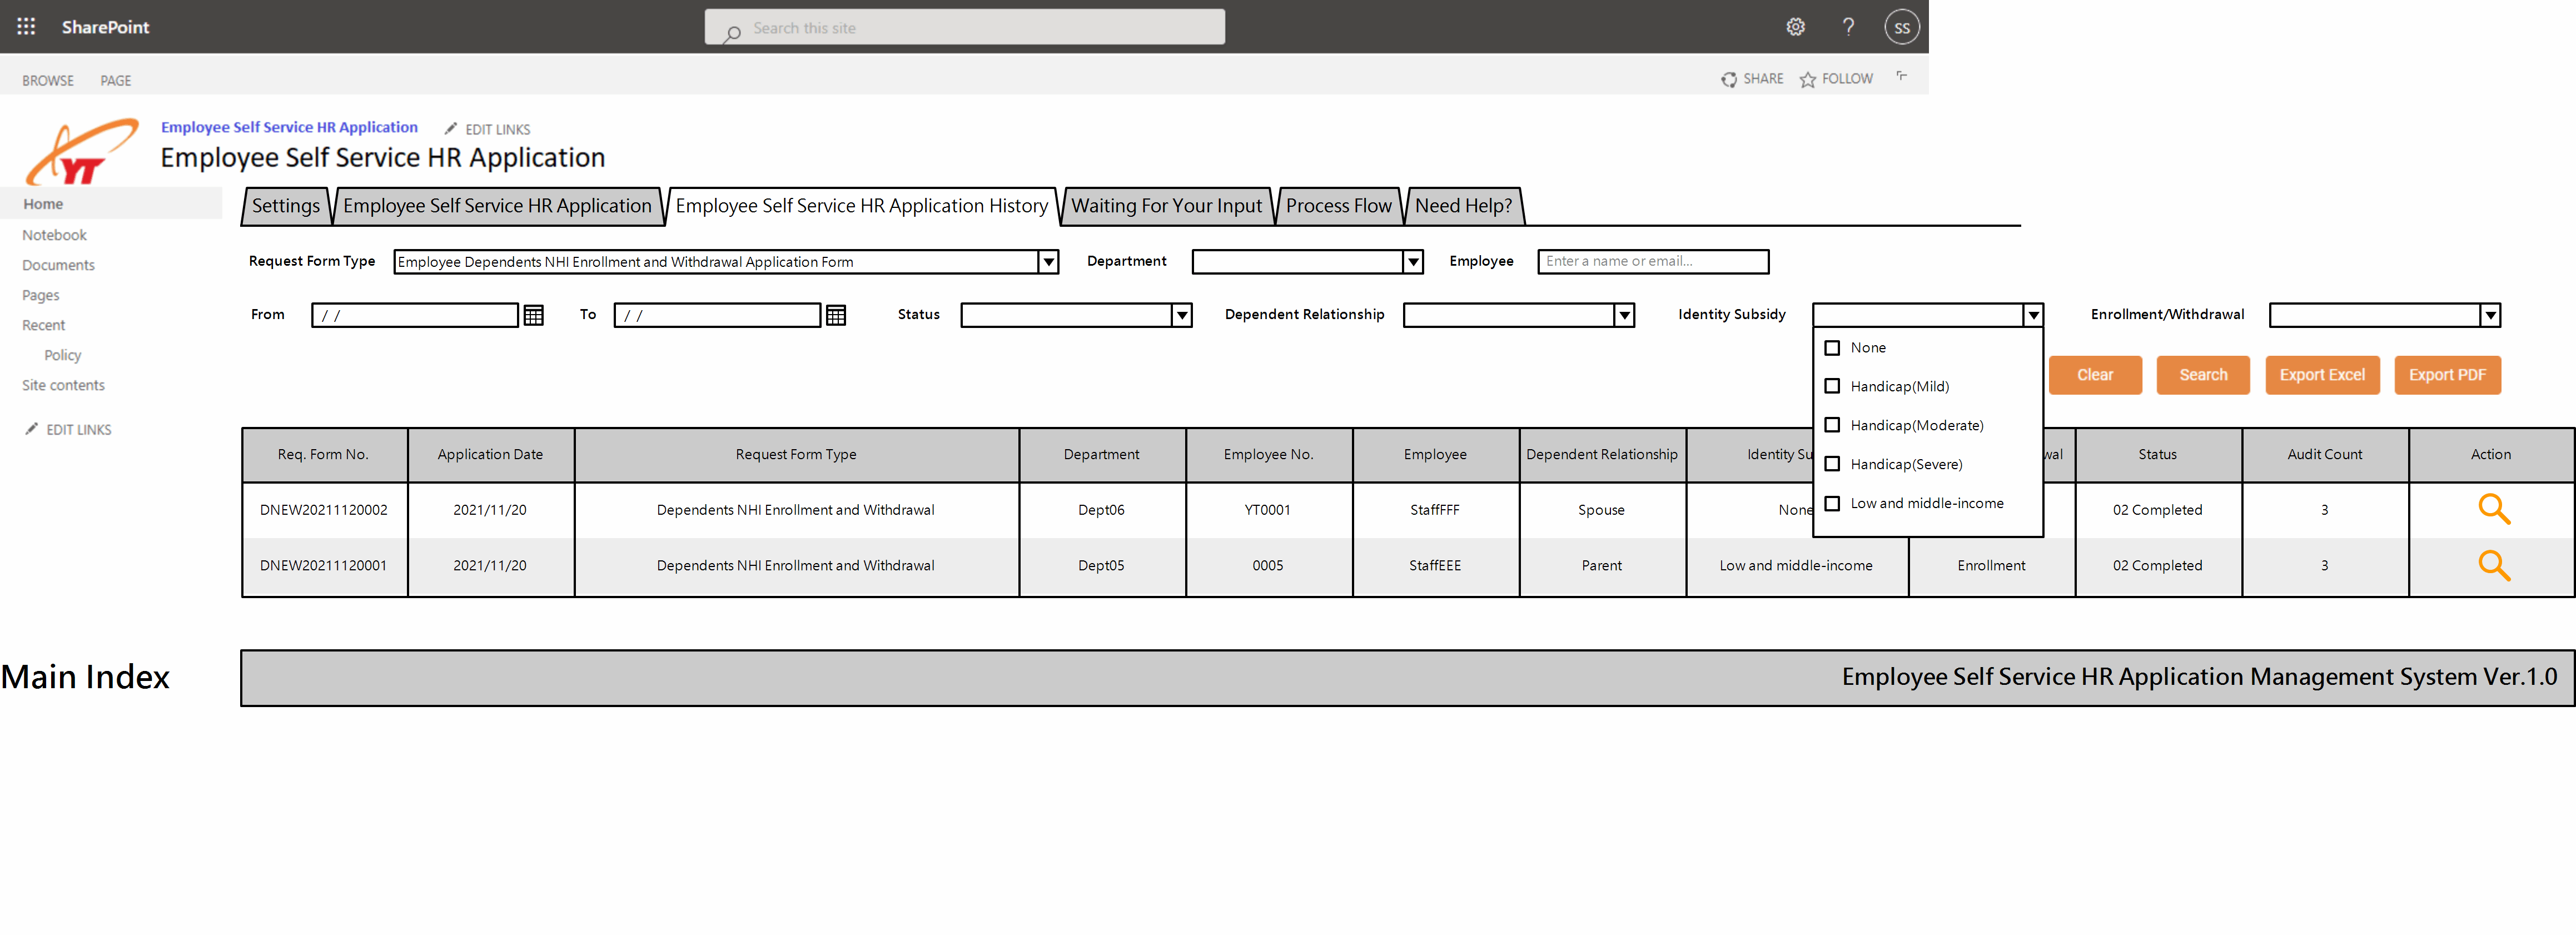 SharePoint
Search this site
SS
BROWSE PAGE
SHARE FOLLOW
Employee Self Service HR Application EDIT LINKS
YT
Employee Self Service HR Application
Home
Notebook
Documents
Pages
Recent
Policy
Site contents
EDIT LINKS
Settings Employee Self Service HR Application Employee Self Service HR Application History Waiting For Your Input Process Flow Need Help?
Request Form Type Employee Dependents NHI Enrollment and Withdrawal Application Form Department Employee Enter a name or email...
From / / To / / Status Dependent Relationship Identity Subsidy Enrollment/Withdrawal
None
Handicap(Mild)
Handicap(Moderate)
Handicap(Severe)
Low and middle-income
Clear Search Export Excel Export PDF
Req. Form No. Application Date Request Form Type Department Employee No. Employee Dependent Relationship Identity Su wal Status Audit Count Action
DNEW20211120002 2021/11/20 Dependents NHI Enrollment and Withdrawal Dept06 YT0001 StaffFFF Spouse None 02 Completed 3
DNEW20211120001 2021/11/20 Dependents NHI Enrollment and Withdrawal Dept05 0005 StaffEEE Parent Low and middle-income Enrollment 02 Completed 3
Main Index
Employee Self Service HR Application Management System Ver.1.0